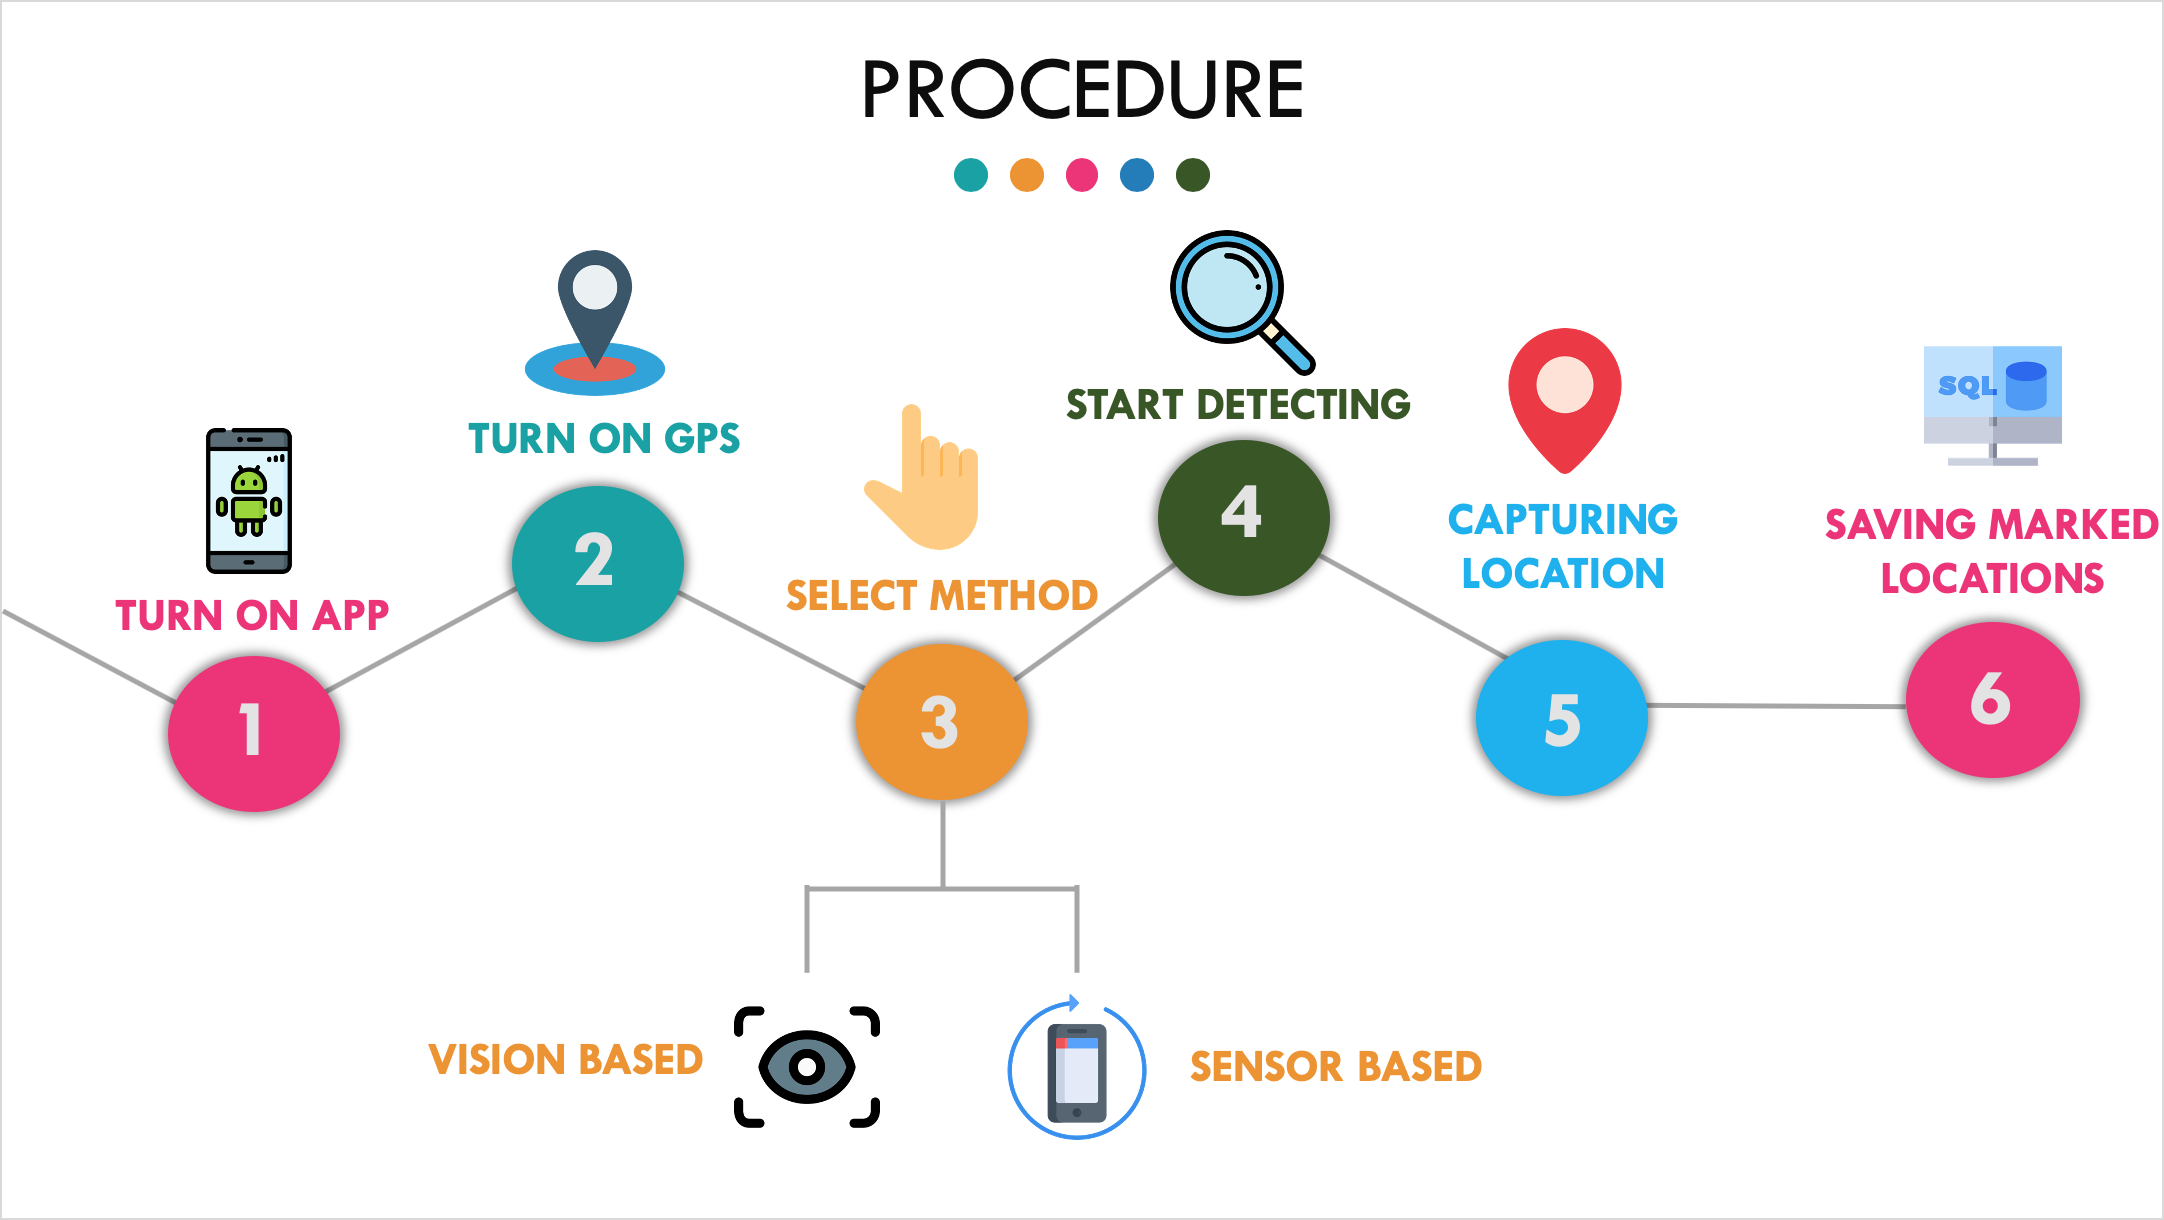 PROCEDURE
TURN ON APP
1
TURN ON GPS
2
SELECT METHOD
3
VISION BASED
SENSOR BASED
START DETECTING
4
CAPTURING
LOCATION
5
SQL
SAVING MARKED
LOCATIONS
6